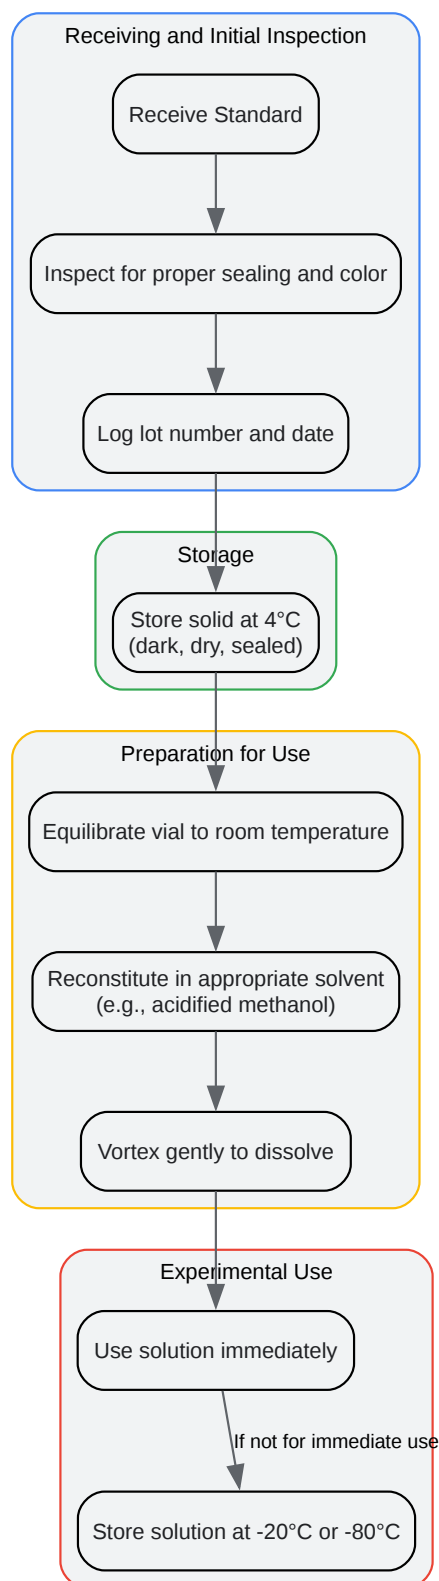 Receiving and Initial Inspection
Receive Standard
Inspect for proper sealing and color
Log lot number and date
Storage
Store solid at 4°C
(dark, dry, sealed)
Preparation for Use
Equilibrate vial to room temperature
Reconstitute in appropriate solvent
(e.g., acidified methanol)
Vortex gently to dissolve
Experimental Use
Use solution immediately
If not for immediate use
Store solution at -20°C or -80°C